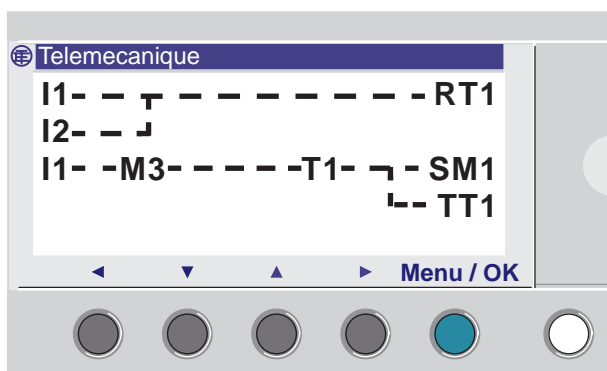 Telemecanique
I1- — — — — — — — - RT1
I2- —
I1- -M3- — — — -T1- — - SM1
-- TT1
Menu / OK